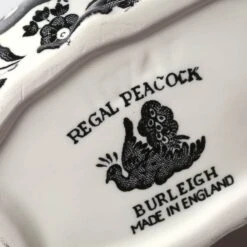 REGAL PEACOCK
BURLEIGH
MADE IN ENGLAND